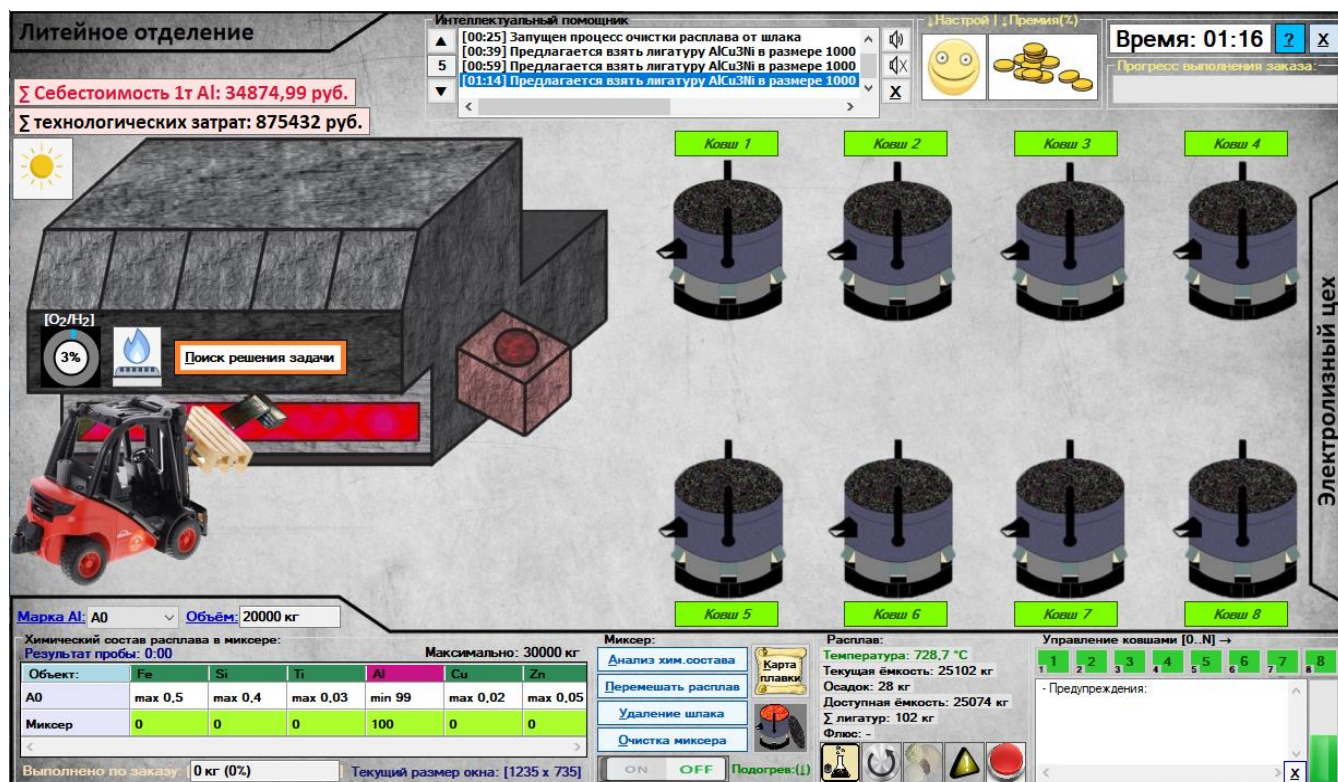 Литейное отделение
∑ Себестоимость 1т Al: 34874,99 руб.
∑ технологических затрат: 875432 руб.
Интеллектуальный помощник
5
[00:25] Запущен процесс очистки расплава от шлака
[00:39] Предлагается взять лигатуру AlCu3Ni в размере 1000
[00:59] Предлагается взять лигатуру AlCu3Ni в размере 1000
[01:14] Предлагается взять лигатуру AlCu3Ni в размере 1000
X
↓Настрой | ↓Премия(%)
Время: 01:16
?
X
Прогресс выполнения заказа:
Ковш 1
Ковш 2
Ковш 3
Ковш 4
[O2/H2]
3%
Поиск решения задачи
Электролизный цех
Ковш 5
Ковш 6
Ковш 7
Ковш 8
Марка Al: A0
Объём: 20000 кг
Химический состав расплава в миксере:
Результат пробы: 0:00
Максимально: 30000 кг
Объект: Fe Si Ti Al Cu Zn
A0 max 0,5 max 0,4 max 0,03 min 99 max 0,02 max 0,05
Миксер 0 0 0 100 0 0
Выполнено по заказу: [0 кг (0%)]
Текущий размер окна: [1235 x 735]
Миксер:
Анализ хим.состава
Перемешать расплав
Удаление шлака
Очистка миксера
Карта плавки
ON OFF
Подогрев:(↓)
Расплав:
Температура: 728,7 °C
Текущая ёмкость: 25102 кг
Осадок: 28 кг
Доступная ёмкость: 25074 кг
∑ лигатур: 102 кг
Флюс: -
Управление ковшами [0..N] →
1 2 3 4 5 6 7 8
1 2 3 4 5 6 7 8
- Предупреждения:
X